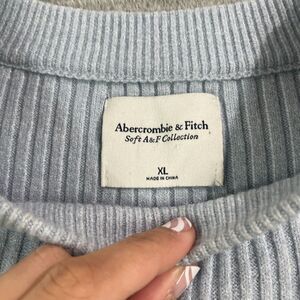 Abercrombie & Fitch
Soft A&F Collection
XL
MADE IN CHINA